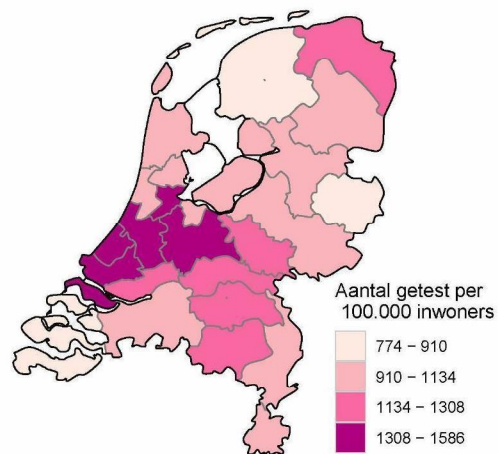 Aantal getest per
100.000 inwoners
774 – 910
910 – 1134
1134 – 1308
1308 – 1586